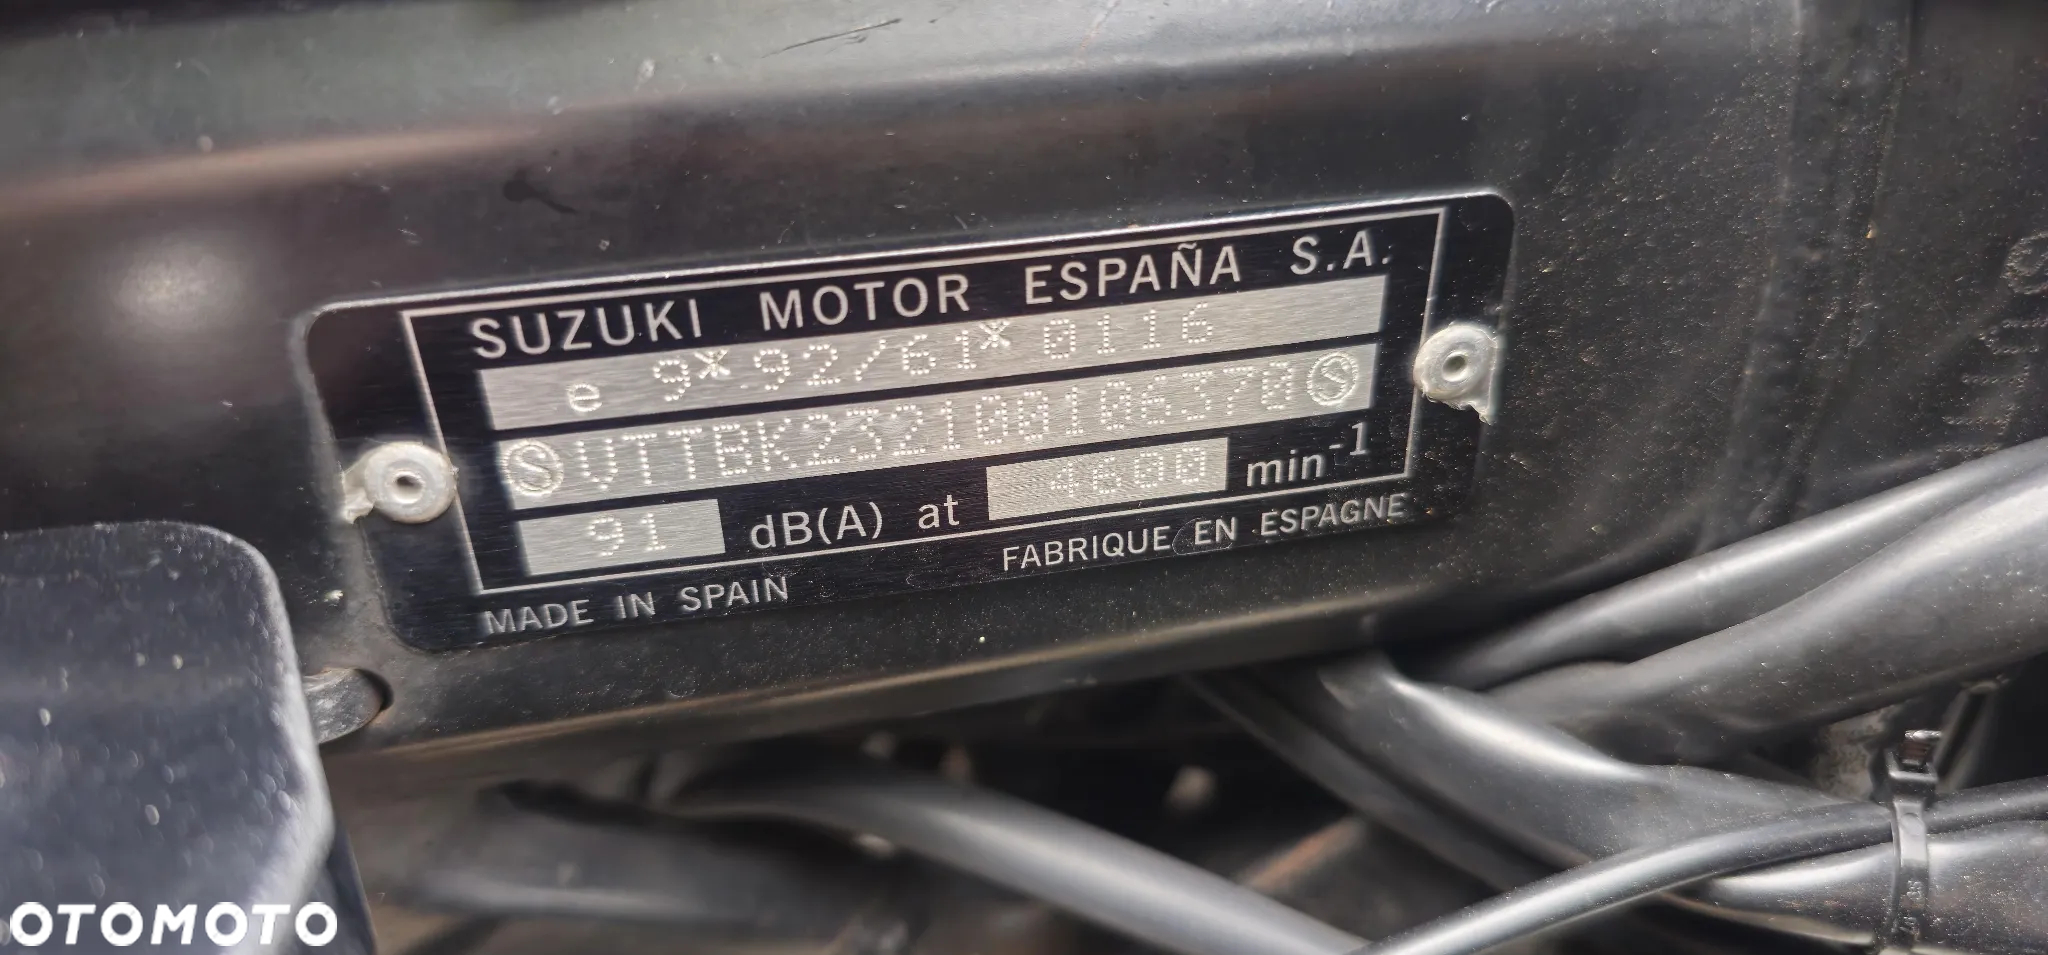 SUZUKI MOTOR ESPAÑA S.A.
e 9*92/61*0116
Ⓢ VTTBK232100106370 Ⓢ
91 dB(A) at 4600 min-1
MADE IN SPAIN FABRIQUE EN ESPAGNE
OTOMOTO